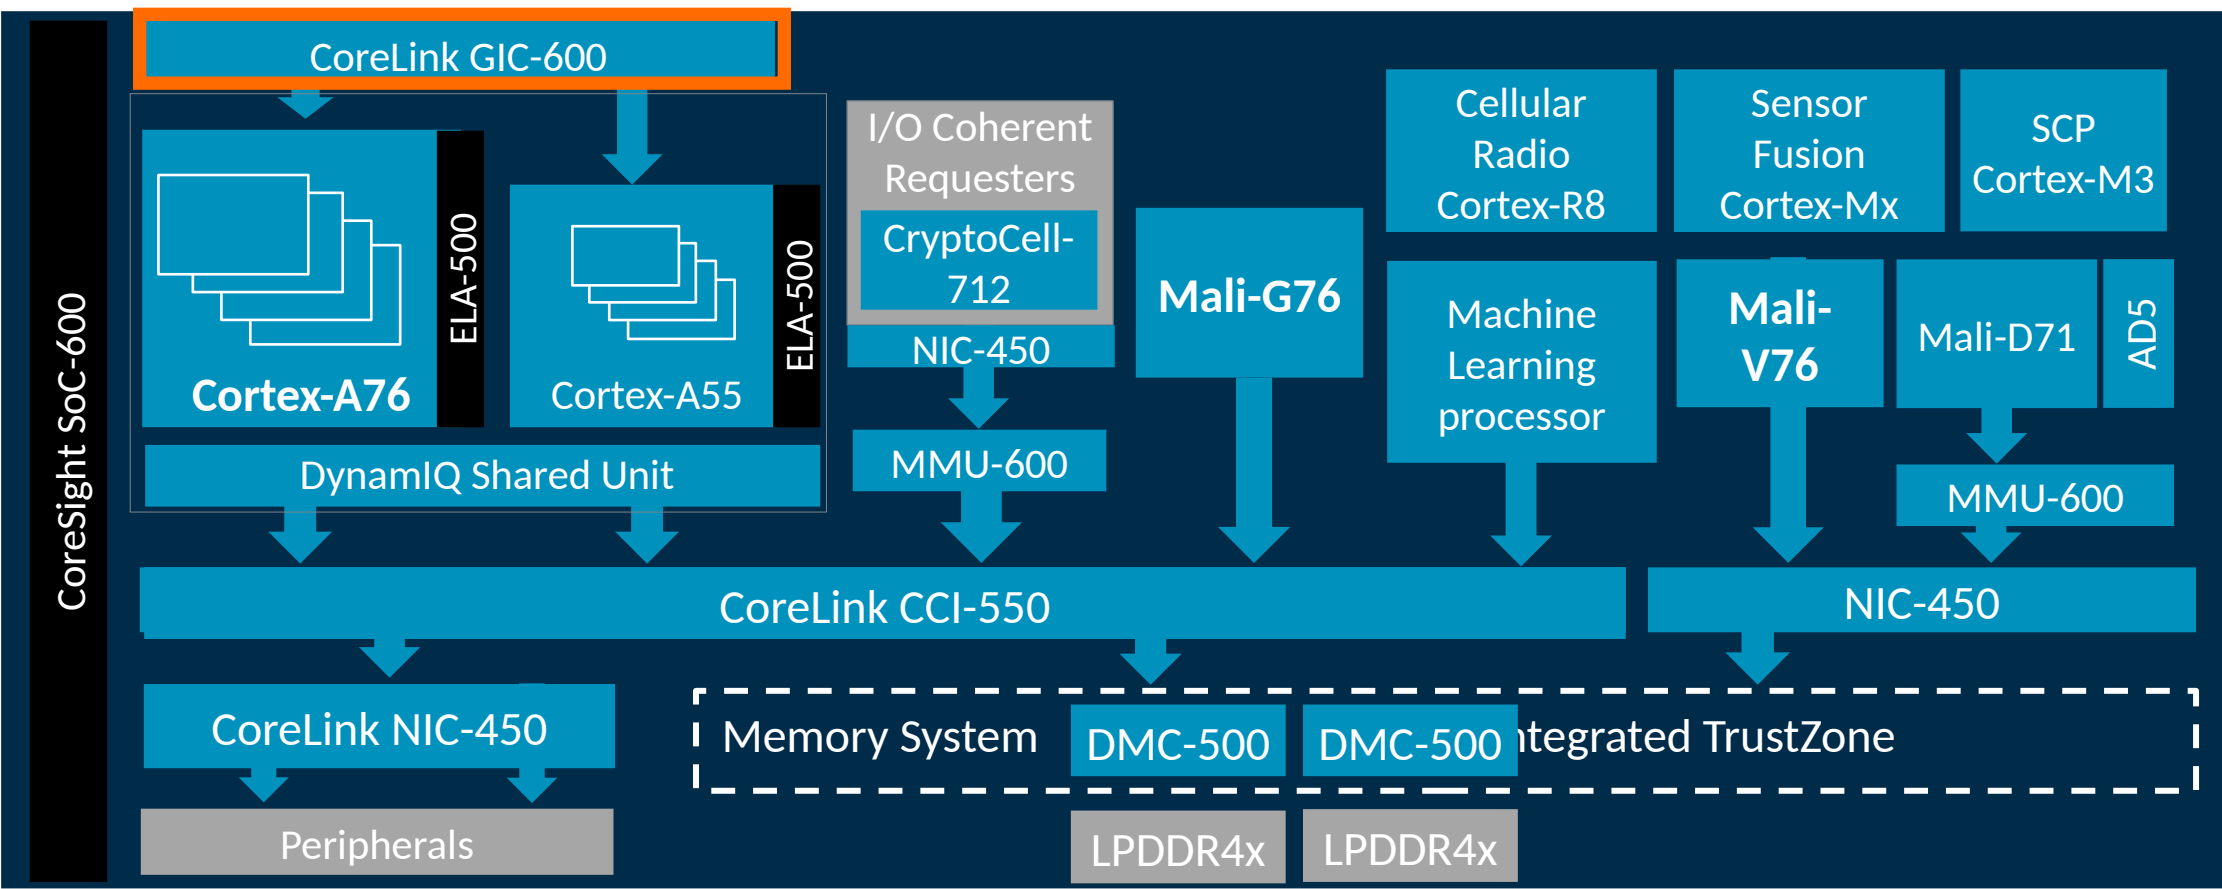 CoreSight SoC-600
CoreLink GIC-600
Cortex-A76
ELA-500
Cortex-A55
ELA-500
DynamIQ Shared Unit
I/O Coherent
Requesters
CryptoCell-
712
NIC-450
MMU-600
Mali-G76
Cellular
Radio
Cortex-R8
Sensor
Fusion
Cortex-Mx
SCP
Cortex-M3
Machine
Learning
processor
Mali-
V76
Mali-D71
AD5
MMU-600
CoreLink CCI-550
NIC-450
CoreLink NIC-450
Peripherals
Memory System
DMC-500
DMC-500
ntegrated TrustZone
LPDDR4x
LPDDR4x